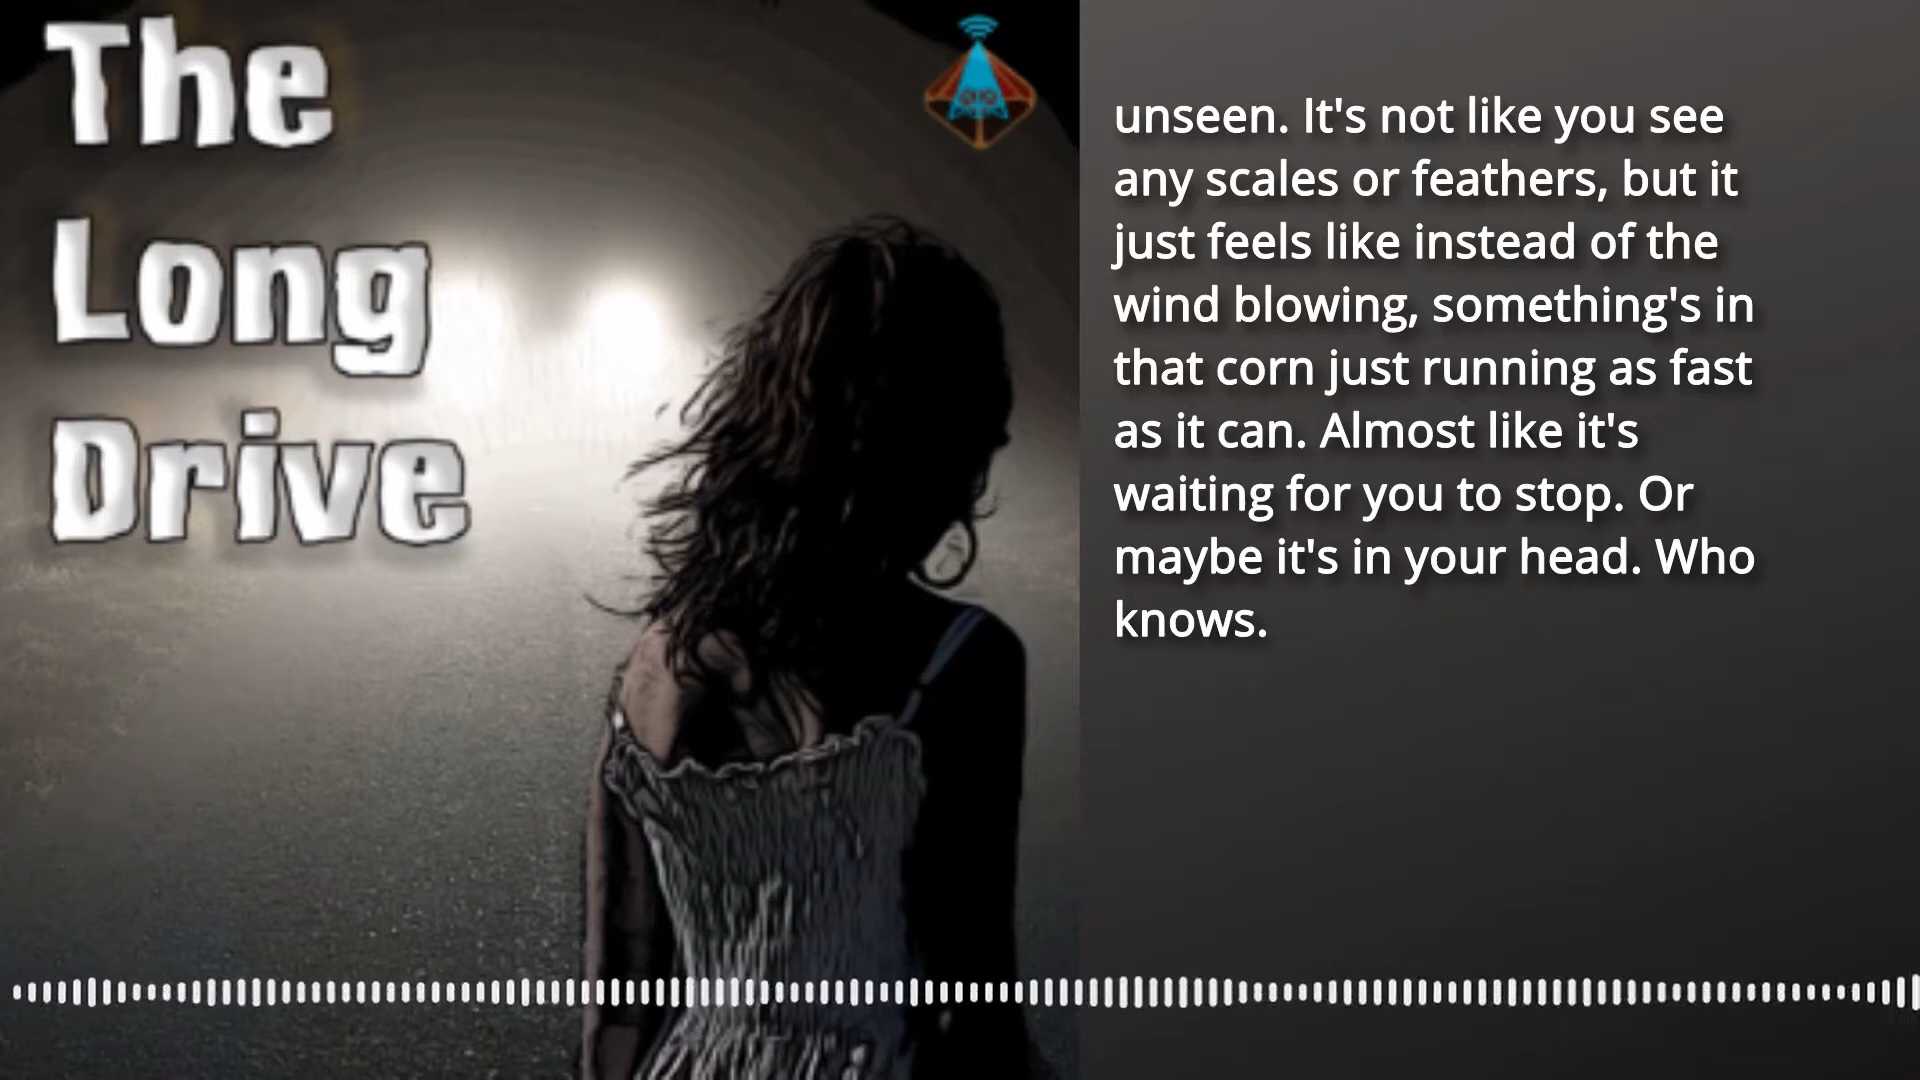 The
Long
Drive
unseen. It's not like you see
any scales or feathers, but it
just feels like instead of the
wind blowing, something's in
that corn just running as fast
as it can. Almost like it's
waiting for you to stop. Or
maybe it's in your head. Who
knows.